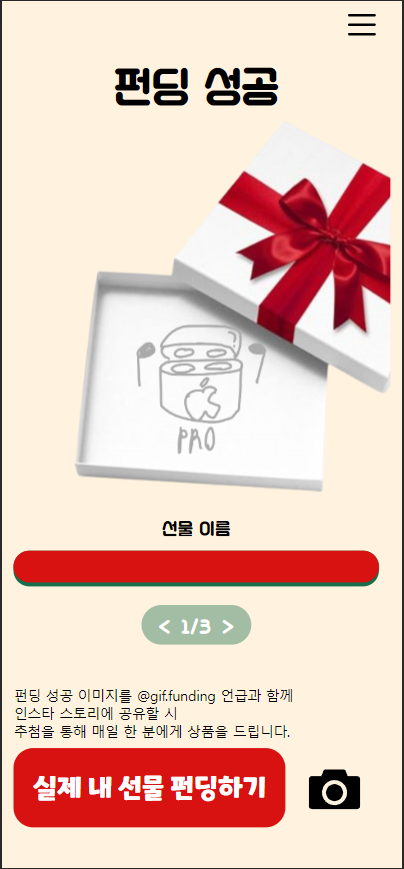 펀딩 성공
PRO
선물 이름
< 1/3 >
펀딩 성공 이미지를 @gif.funding 언급과 함께
인스타 스토리에 공유할 시
추첨을 통해 매일 한 분에게 상품을 드립니다.
실제 내 선물 펀딩하기